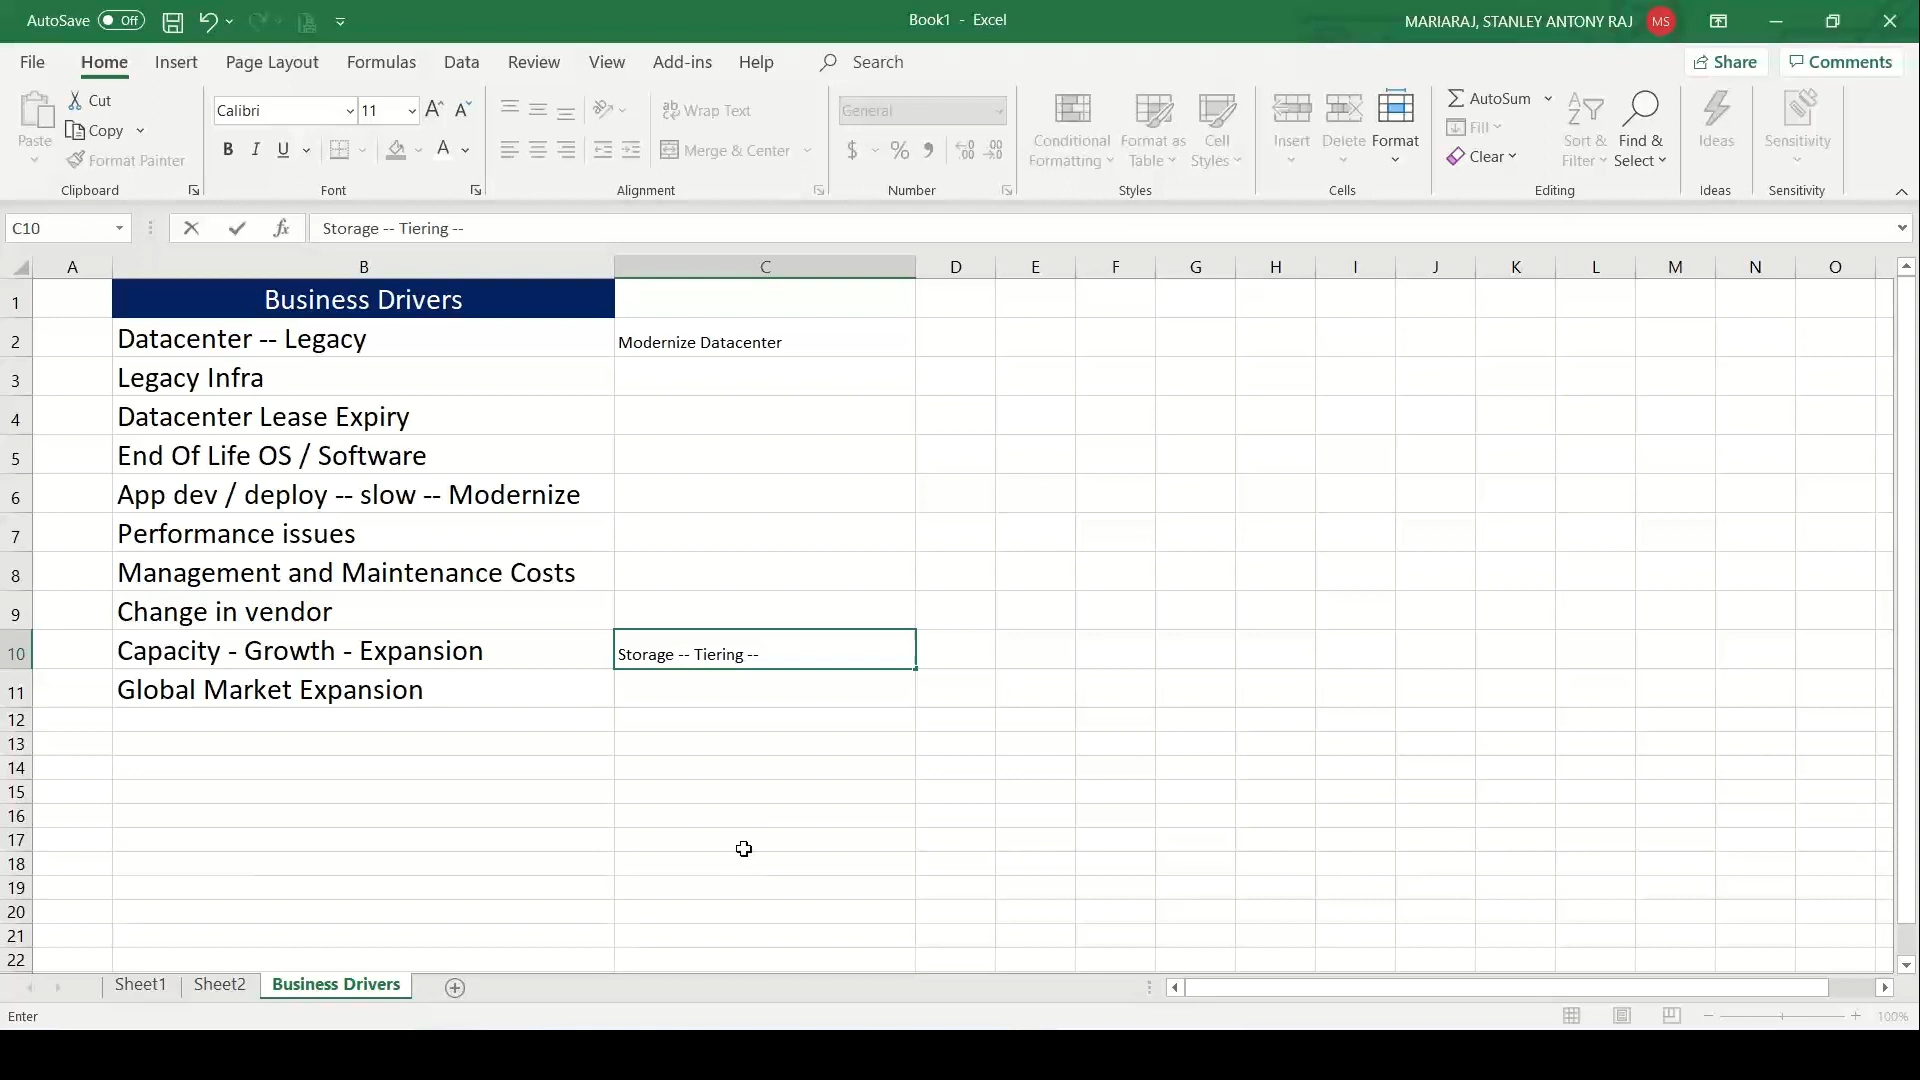 AutoSave Off Book1 - Excel MARIARAJ, STANLEY ANTONY RAJ MS
File Home Insert Page Layout Formulas Data Review View Add-ins Help Search Share Comments
Paste Cut Copy Format Painter
Calibri 11
B I U A
ab Wrap Text
Merge & Center
General
$ % 9
Conditional Formatting Format as Table Cell Styles
Insert Delete Format
AutoSum Fill Clear
Sort & Filter Find & Select
Ideas Sensitivity
Clipboard Font Alignment Number Styles Cells Editing Ideas Sensitivity
C10 fx Storage -- Tiering --
A B C D E F G H I J K L M N O
1 Business Drivers
2 Datacenter -- Legacy Modernize Datacenter
3 Legacy Infra
4 Datacenter Lease Expiry
5 End Of Life OS / Software
6 App dev / deploy -- slow -- Modernize
7 Performance issues
8 Management and Maintenance Costs
9 Change in vendor
10 Capacity - Growth - Expansion Storage -- Tiering --
11 Global Market Expansion
12
13
14
15
16
17
18
19
20
21
22
Sheet1 Sheet2 Business Drivers
Enter 100%